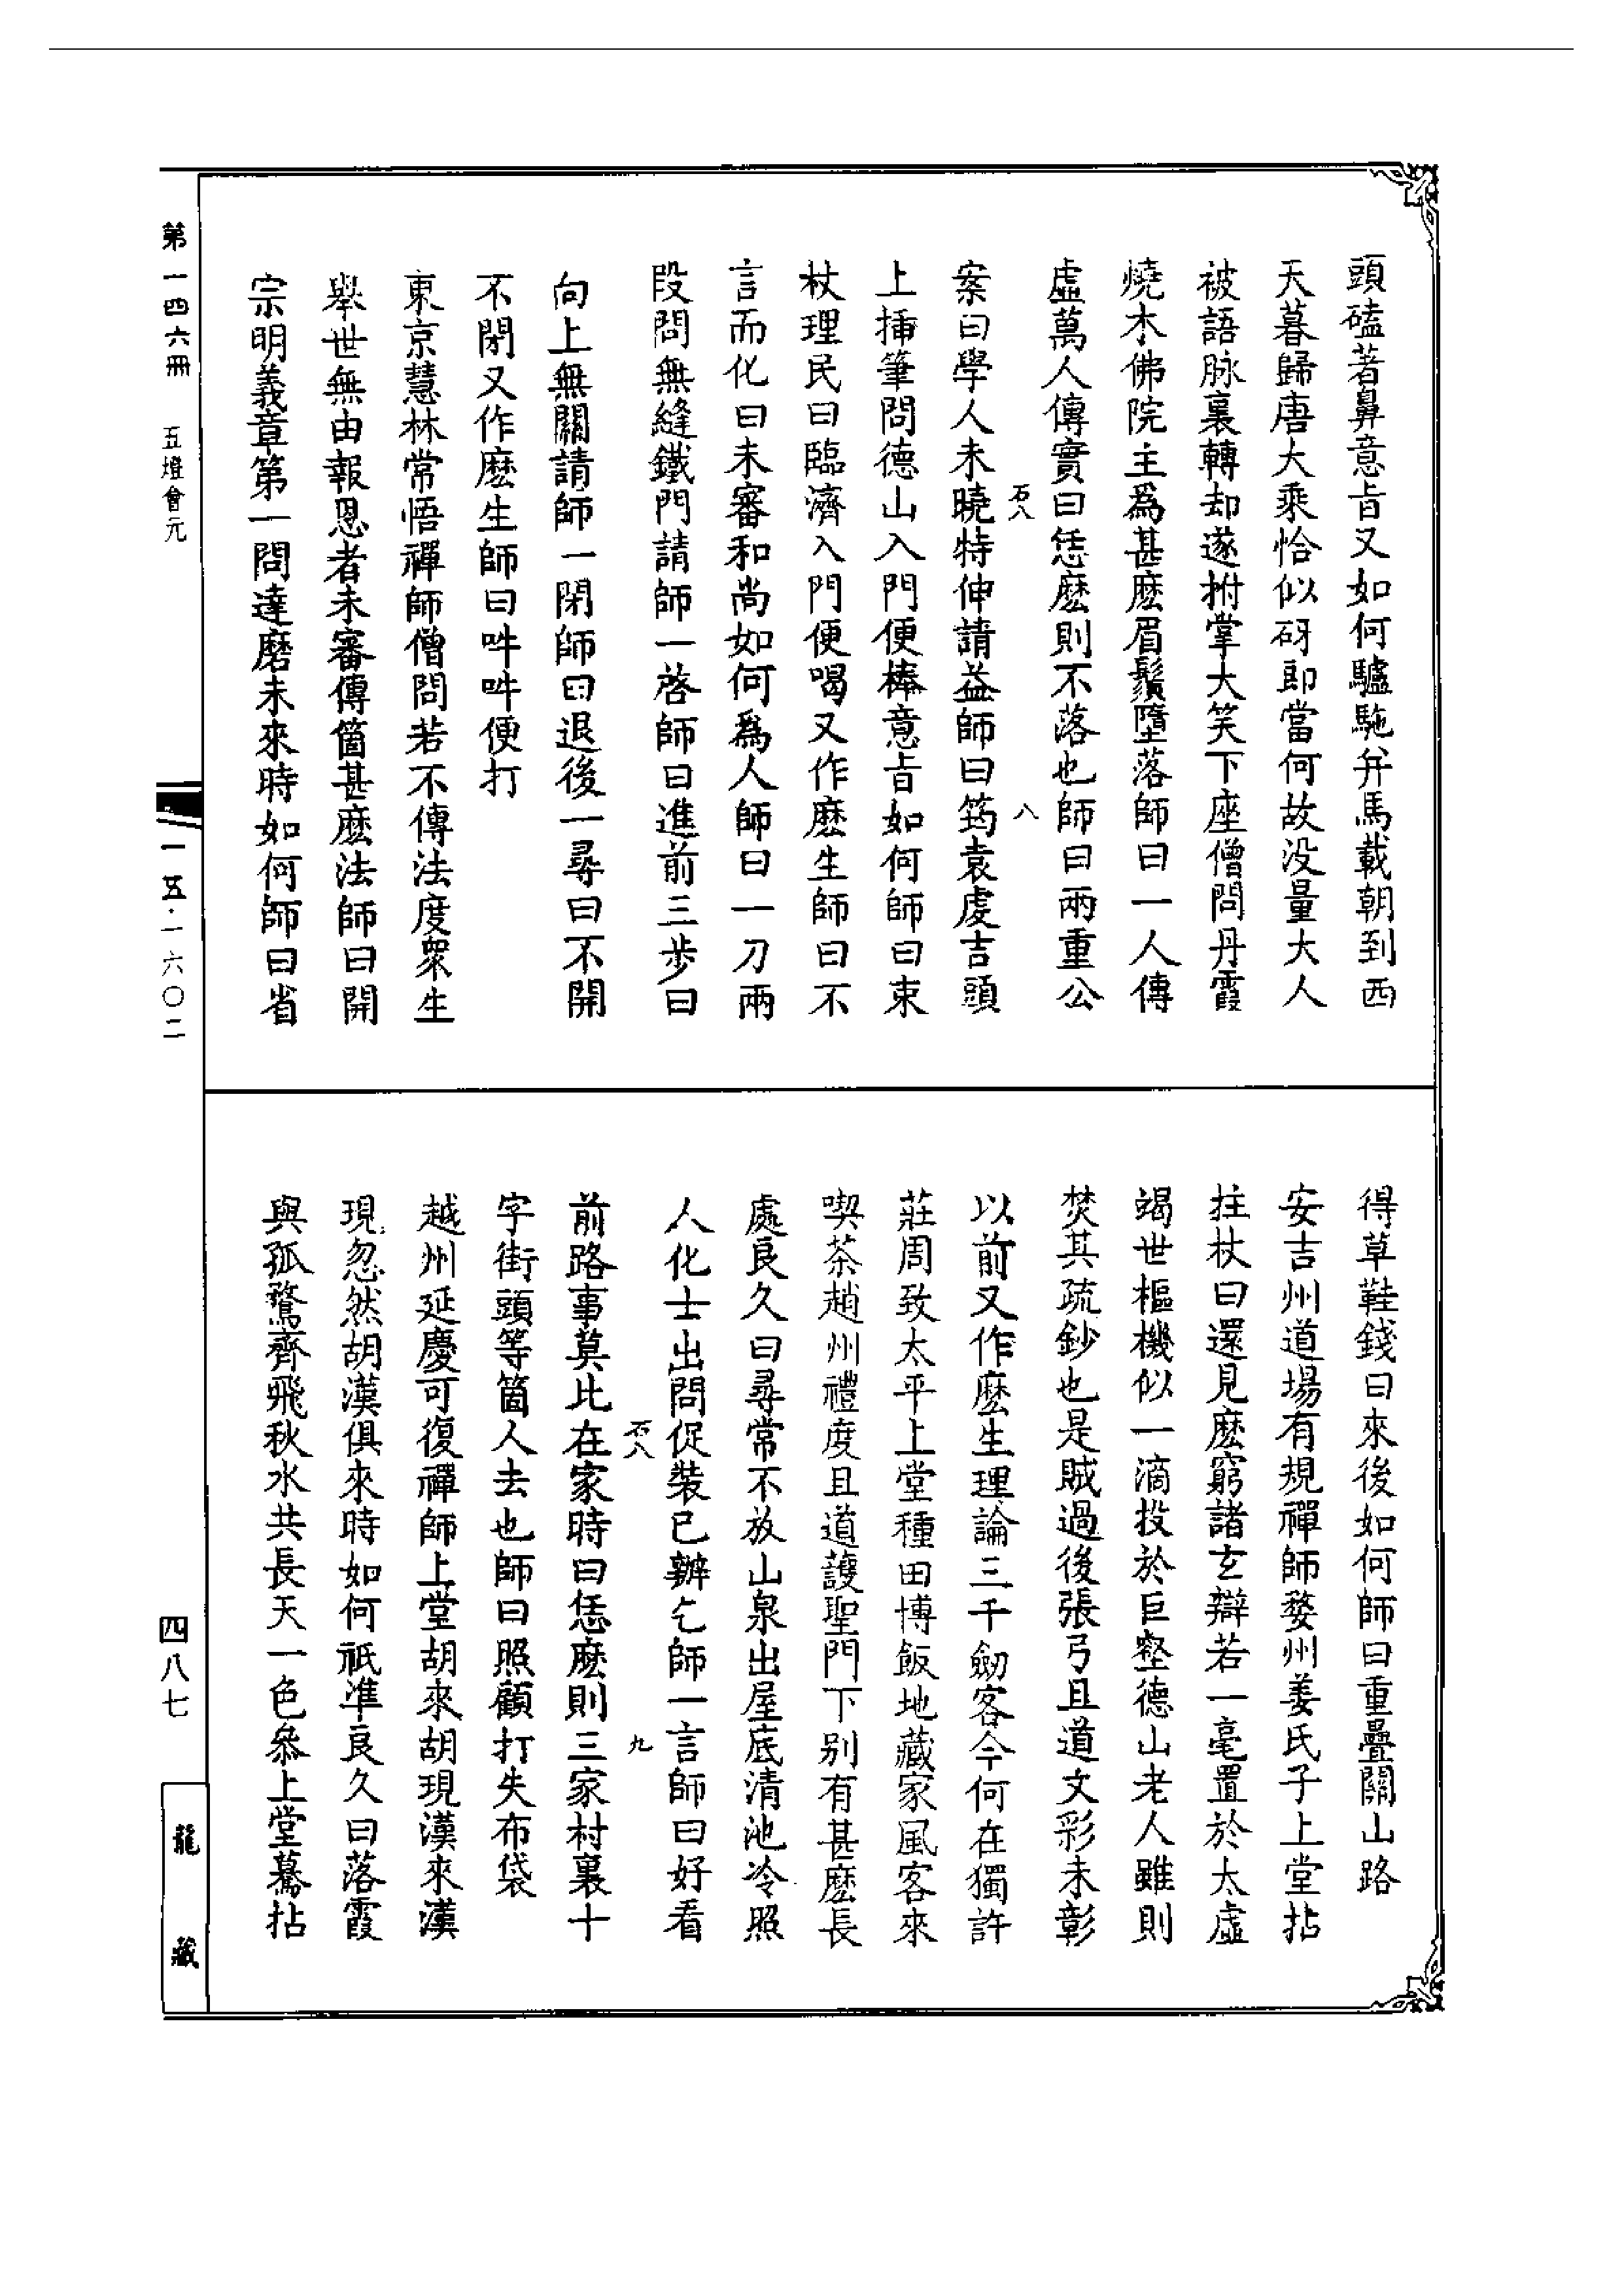 頭磕著鼻意旨又如何驢駞弁馬載朝到西
天暮歸唐大乘恰似砑即當何故没量大人
被語脉裏轉却遂拊掌大笑下座僧問丹霞
燒木佛院主爲甚麽眉鬚墮落師曰一人傳
虛萬人傳實曰恁麽則不落也師曰兩重公
石八
八
案曰學人未曉特伸請益師曰筠袁虔吉頭
上揷筆問德山入門便棒意旨如何師曰束
杖理民曰臨濟入門便喝又作麽生師曰不
言而化曰未審和尚如何爲人師曰一刀兩
段問無縫鐵門請師一啓師曰進前三步曰
向上無關請師一閉師曰退後一尋曰不開
不閉又作麽生師曰吽吽便打
東京慧林常悟禪師僧問若不傳法度衆生
舉世無由報恩者未審傳箇甚麽法師曰開
宗明義章第一問達磨未來時如何師曰省
得草鞋錢曰來後如何師曰重疊關山路
安吉州道場有規禪師婺州姜氏子上堂拈
拄杖曰還見麽窮諸玄辯若一毫置於太虛
竭世樞機似一滴投於巨壑德山老人雖則
焚其疏鈔也是賊過後張弓且道文彩未彰
以前又作麽生理論三千劒客今何在獨許
莊周致太平上堂種田博飯地藏家風客來
喫茶趙州禮度且道護聖門下别有甚麽長
處良久曰尋常不放山泉出屋底清池冷照
人化士出問促裝已辦乞師一言師曰好看
石八
九
前路事莫比在家時曰恁麽則三家村裏十
字街頭等箇人去也師曰照顧打失布袋
越州延慶可復禪師上堂胡來胡現漢來漢
現忽然胡漢俱來時如何祇凖良久曰落霞
與孤鶩齊飛秋水共長天一色叅上堂驀拈
第一四六冊 五燈會元
一五·一六〇二
四八七
龍藏